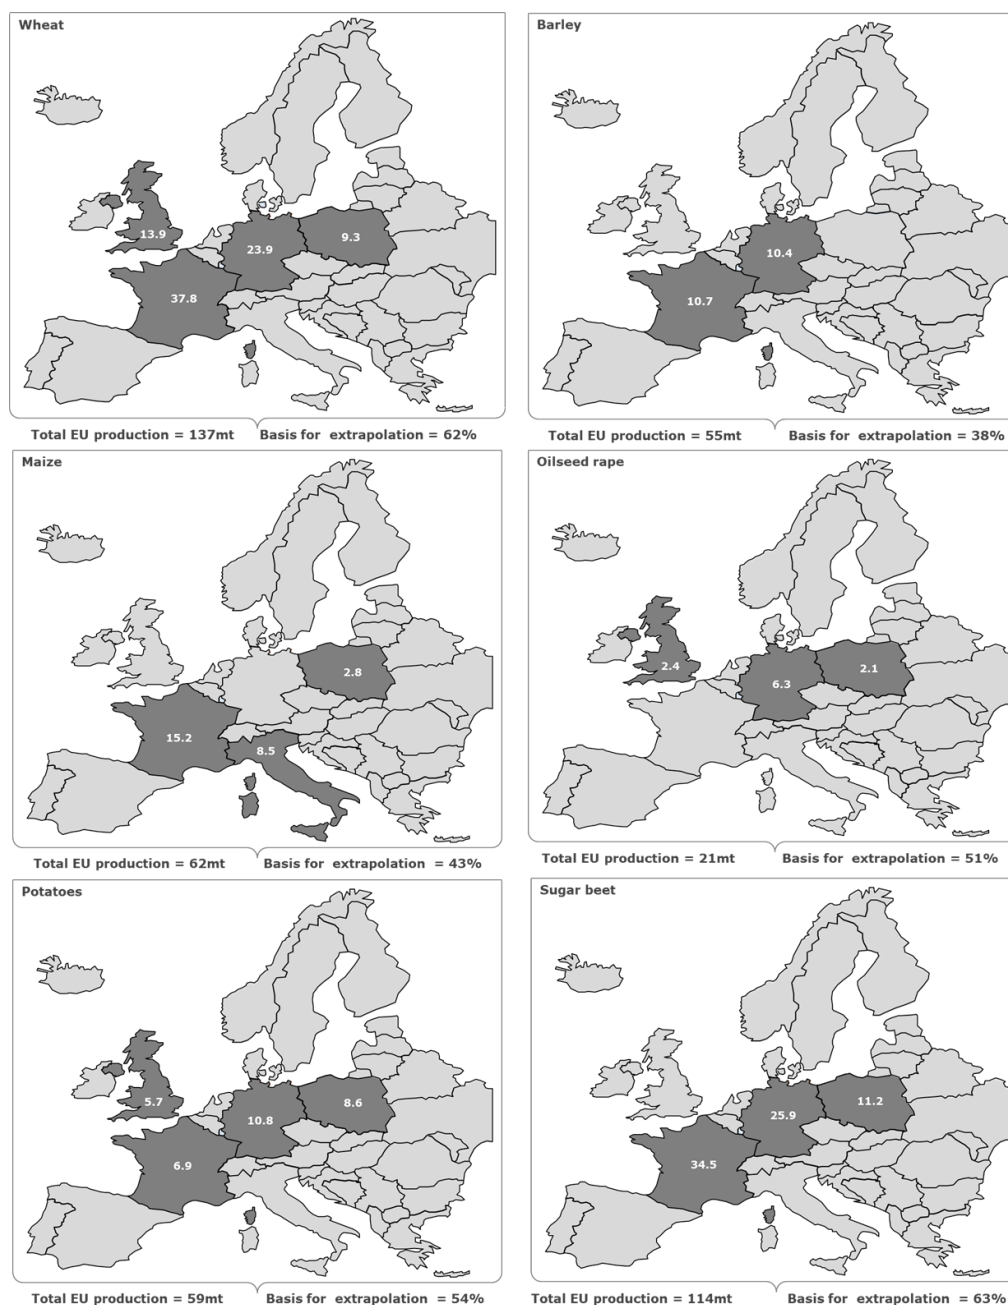 Wheat
13.9
9.3
23.9
37.8
Total EU production = 137mt Basis for extrapolation = 62%
Barley
10.4
10.7
Total EU production = 55mt Basis for extrapolation = 38%
Maize
2.8
15.2
8.5
Total EU production = 62mt Basis for extrapolation = 43%
Oilseed rape
2.4
2.1
6.3
Total EU production = 21mt Basis for extrapolation = 51%
Potatoes
5.7
8.6
10.8
6.9
Total EU production = 59mt Basis for extrapolation = 54%
Sugar beet
11.2
25.9
34.5
Total EU production = 114mt Basis for extrapolation = 63%